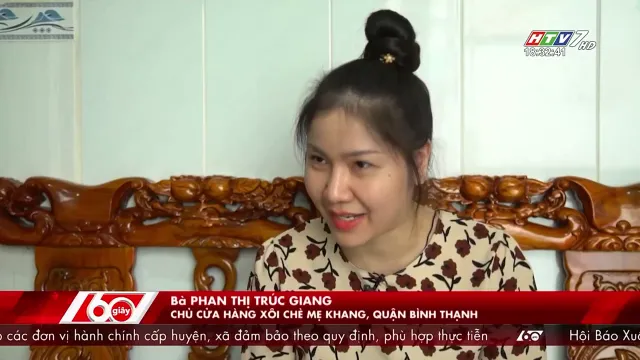 HTV7 HD
18:32:41
60 giây
Bà PHAN THỊ TRÚC GIANG
CHỦ CỬA HÀNG XÔI CHÈ MẸ KHANG, QUẬN BÌNH THẠNH
các đơn vị hành chính cấp huyện, xã đảm bảo theo quy định, phù hợp thực tiễn 60 Hội Báo